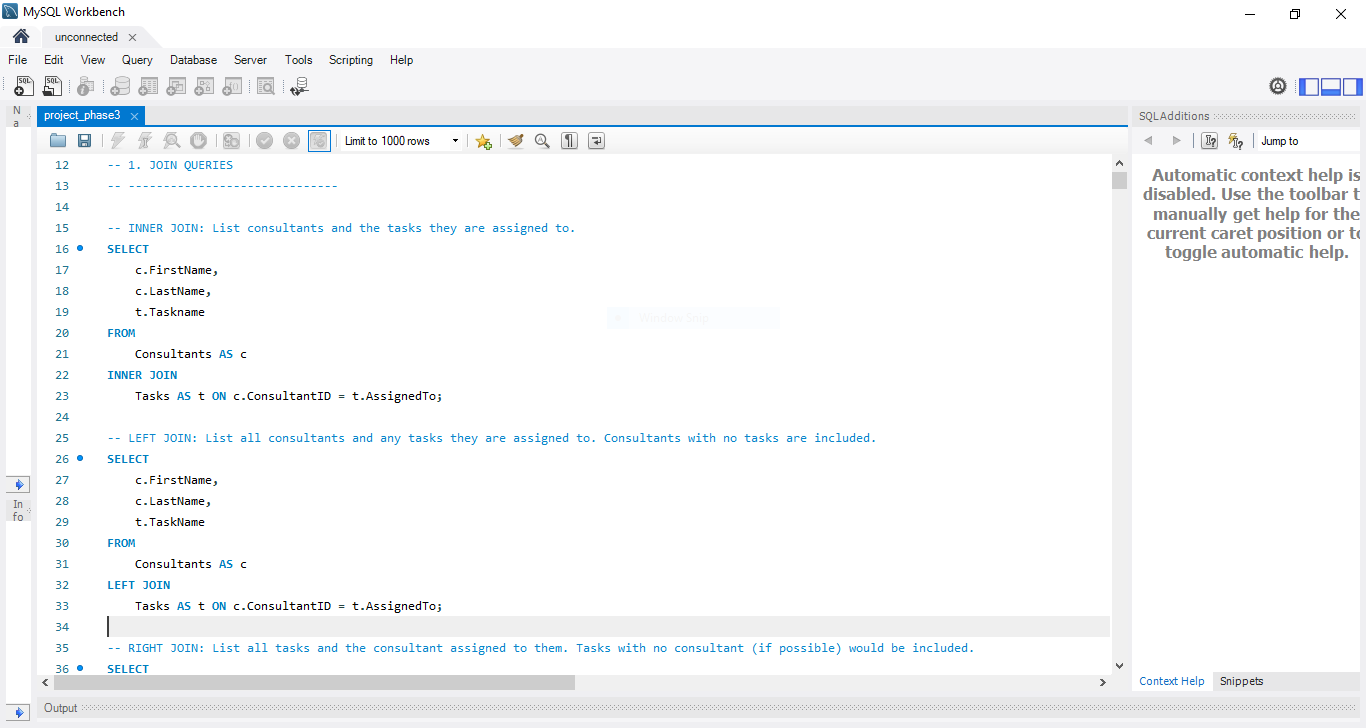 MySQL Workbench
unconnected
File Edit View Query Database Server Tools Scripting Help
N
a
project_phase3
SQLAdditions
Limit to 1000 rows
Jump to
12 -- 1. JOIN QUERIES
13 -- ------------------------------
14
15 -- INNER JOIN: List consultants and the tasks they are assigned to.
16 SELECT
17 c.FirstName,
18 c.LastName,
19 t.Taskname
20 FROM
21 Consultants AS c
22 INNER JOIN
23 Tasks AS t ON c.ConsultantID = t.AssignedTo;
24
25 -- LEFT JOIN: List all consultants and any tasks they are assigned to. Consultants with no tasks are included.
26 SELECT
27 c.FirstName,
28 c.LastName,
29 t.TaskName
30 FROM
31 Consultants AS c
32 LEFT JOIN
33 Tasks AS t ON c.ConsultantID = t.AssignedTo;
34
35 -- RIGHT JOIN: List all tasks and the consultant assigned to them. Tasks with no consultant (if possible) would be included.
36 SELECT
Window Snip
Automatic context help is
disabled. Use the toolbar t
manually get help for the
current caret position or to
toggle automatic help.
In
fo
Context Help Snippets
Output